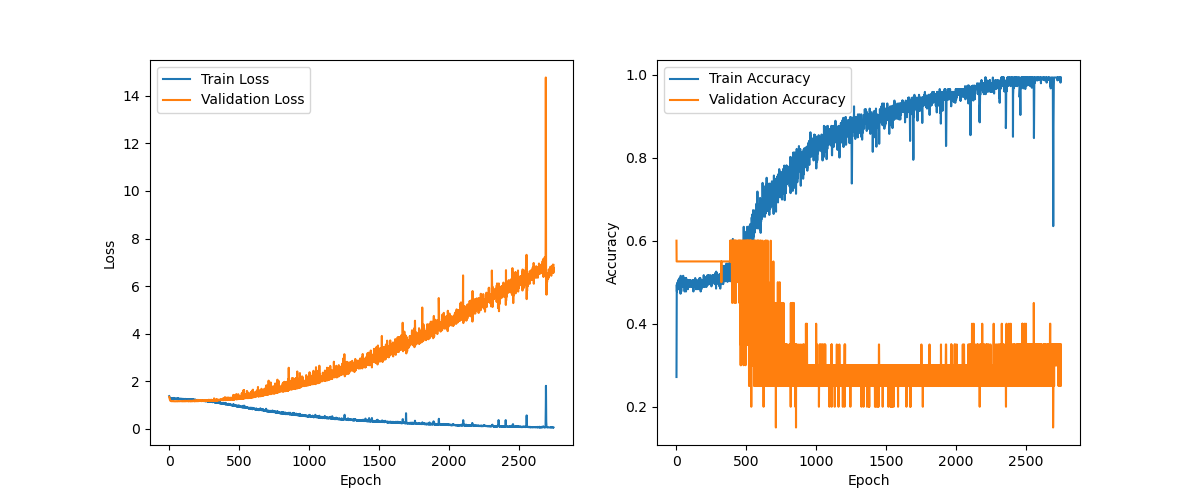 Train Loss
Validation Loss
14
12
10
8
6
4
2
0
Loss
0 500 1000 1500 2000 2500
Epoch
Train Accuracy
Validation Accuracy
1.0
0.8
0.6
0.4
0.2
Accuracy
0 500 1000 1500 2000 2500
Epoch